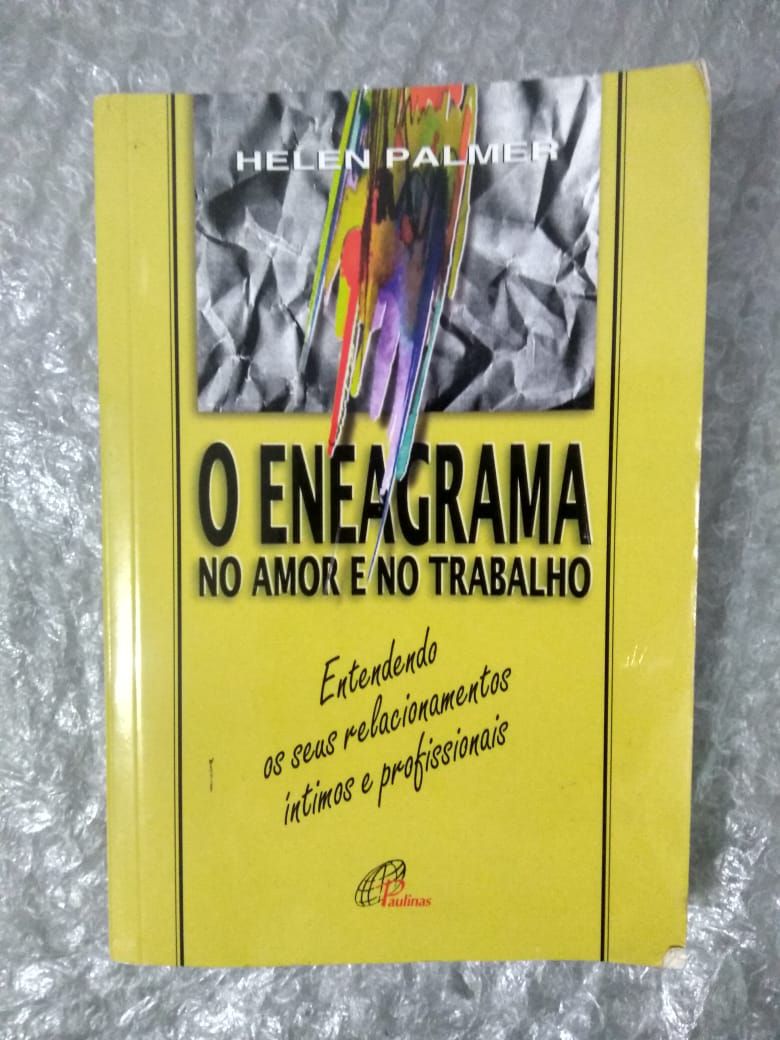 HELEN PALMER
O ENEAGRAMA
NO AMOR E NO TRABALHO
Entendendo
os seus relacionamentos
íntimos e profissionais
Paulinas